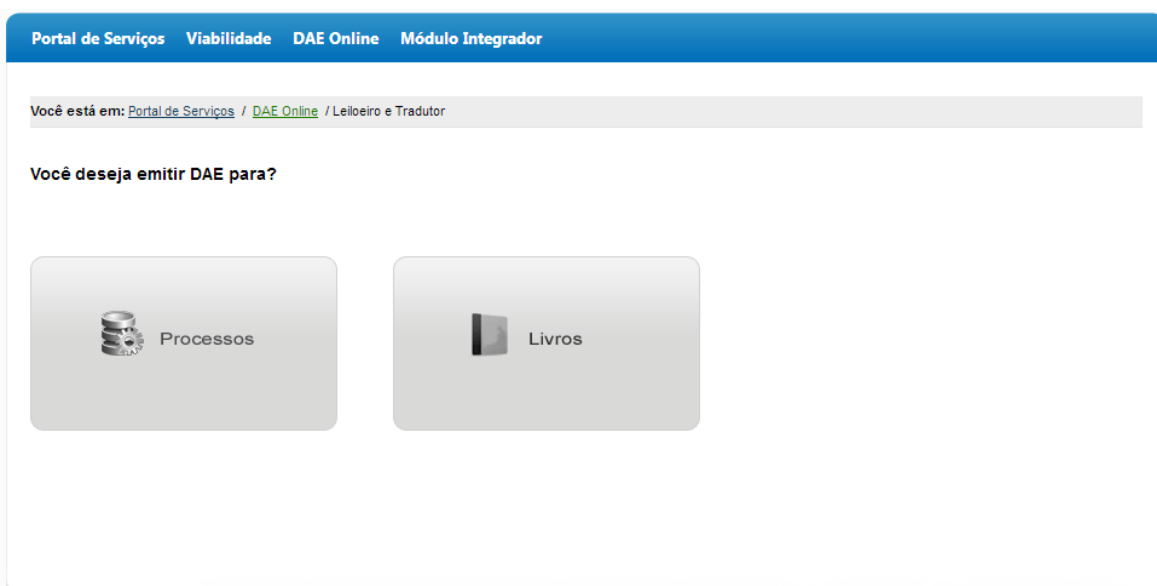 Portal de Serviços Viabilidade DAE Online Módulo Integrador
Você está em: Portal de Serviços / DAE Online / Leiloeiro e Tradutor
Você deseja emitir DAE para?
Processos Livros